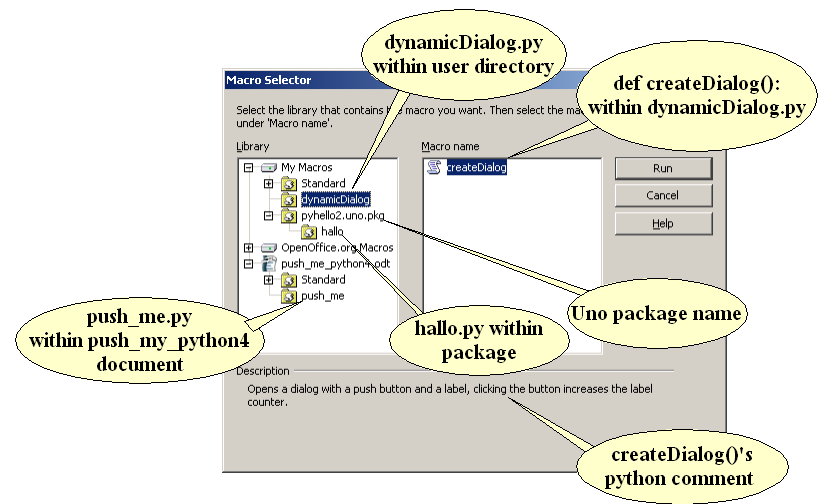 dynamicDialog.py
within user directory
def createDialog():
within dynamicDialog.py
Macro Selector
Select the library that contains the macro you want. Then select the
under 'Macro name'.
Library
Macro name
My Macros
Standard
dynamicDialog
pyhello2.uno.pkg
hallo
OpenOffice.org Macros
push_me_python4.odt
Standard
push_me
createDialog
Run
Cancel
Help
push_me.py
within push_my_python4
document
hallo.py within
package
Uno package name
Description
Opens a dialog with a push button and a label, clicking the button increases the label
counter.
createDialog()'s
python comment